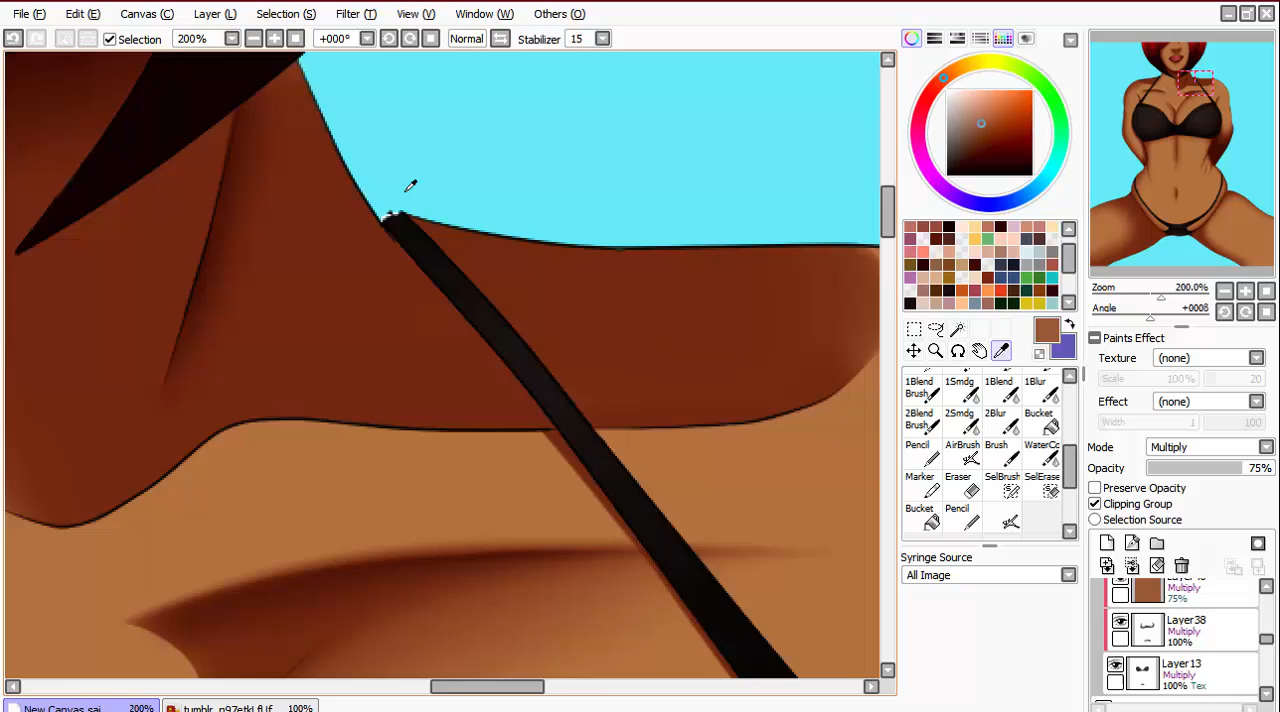 File (F) Edit (E) Canvas (C) Layer (L) Selection (S) Filter (T) View (V) Window (W) Others (O)
Selection 200% +000° Normal Stabilizer 15
Zoom 200.0%
Angle +000ß
Paints Effect
Texture (none)
Scale 100% 20
Effect (none)
Width 1 100
Mode Multiply
Opacity 75%
Preserve Opacity
Clipping Group
Selection Source
1Blend Brush 1Smdg 1Blend 1Blur
2Blend Brush 2Smdg 2Blur Bucket
Pencil AirBrush Brush WaterCo
Marker Eraser SelBrush SelErase
Bucket Pencil
Syringe Source
All Image
Multiply
75%
Layer38
Multiply
100%
Layer13
Multiply
100% Tex
New Canvas.sai 200% 100%